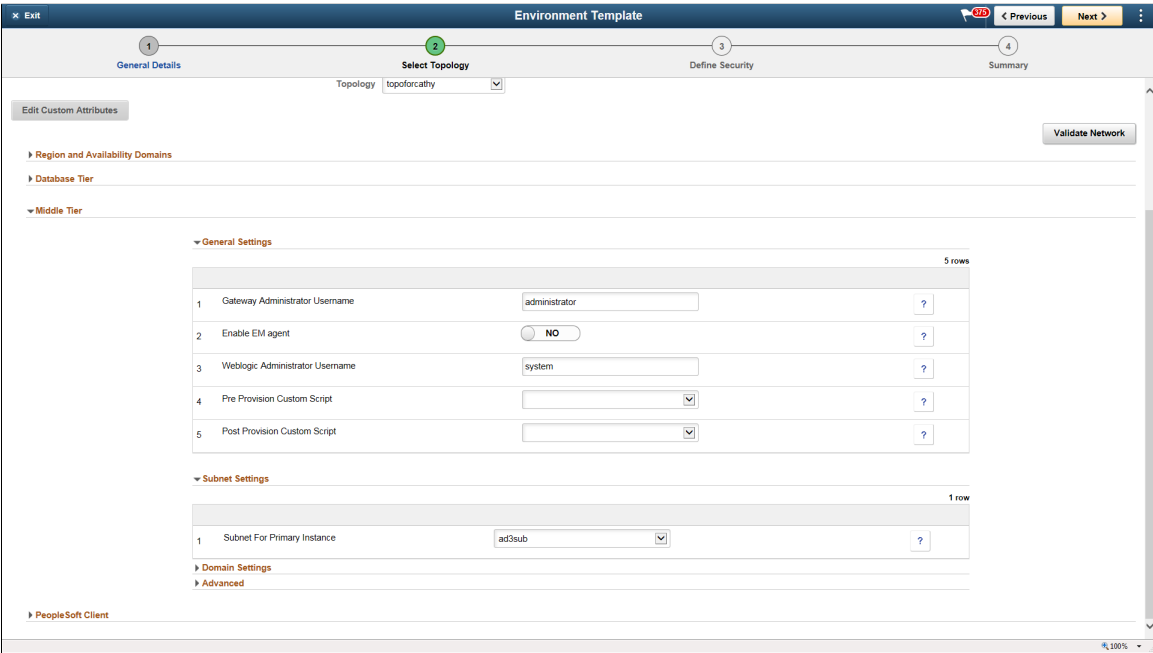 × Exit
Environment Template
375
Previous
Next
1
2
3
4
General Details
Select Topology
Define Security
Summary
Topology topoforcathy
Edit Custom Attributes
Validate Network
Region and Availability Domains
Database Tier
Middle Tier
General Settings
5 rows
1 Gateway Administrator Username administrator ?
2 Enable EM agent NO ?
3 Weblogic Administrator Username system ?
4 Pre Provision Custom Script ?
5 Post Provision Custom Script ?
Subnet Settings
1 row
1 Subnet For Primary Instance ad3sub ?
Domain Settings
Advanced
PeopleSoft Client
100%